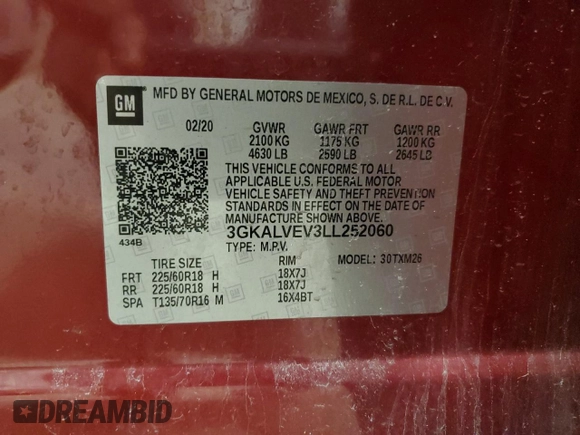 GM
MFD BY GENERAL MOTORS DE MEXICO, S. DE R.L. DE C.V.
02/20 GVWR GAWR FRT GAWR RR
2100 KG 1175 KG 1200 KG
4630 LB 2590 LB 2645 LB
THIS VEHICLE CONFORMS TO ALL
APPLICABLE U.S. FEDERAL MOTOR
VEHICLE SAFETY AND THEFT PREVENTION
STANDARDS IN EFFECT ON THE DATE OF
MANUFACTURE SHOWN ABOVE.
434B
3GKALVEV3LL252060
TYPE: M.P.V.
TIRE SIZE RIM MODEL: 30TXM26
FRT 225/60R18 H 18X7J
RR 225/60R18 H 18X7J
SPA T135/70R16 M 16X4BT
DREAMBID